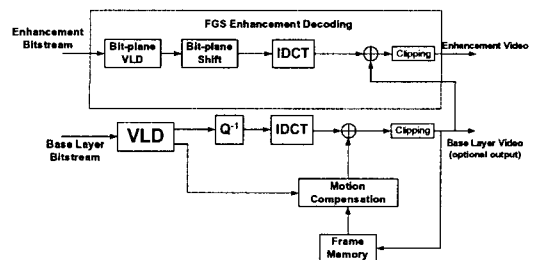 FGS Enhancement Decoding
Enhancement
Bitstream
Bit-plane
VLD
Bit-plane
Shift
IDCT
Clipping
Enhancement Video
Base Layer
Bitstream
VLD
Q-1
IDCT
Clipping
Base Layer Video
(optional output)
Motion
Compensation
Frame
Memory